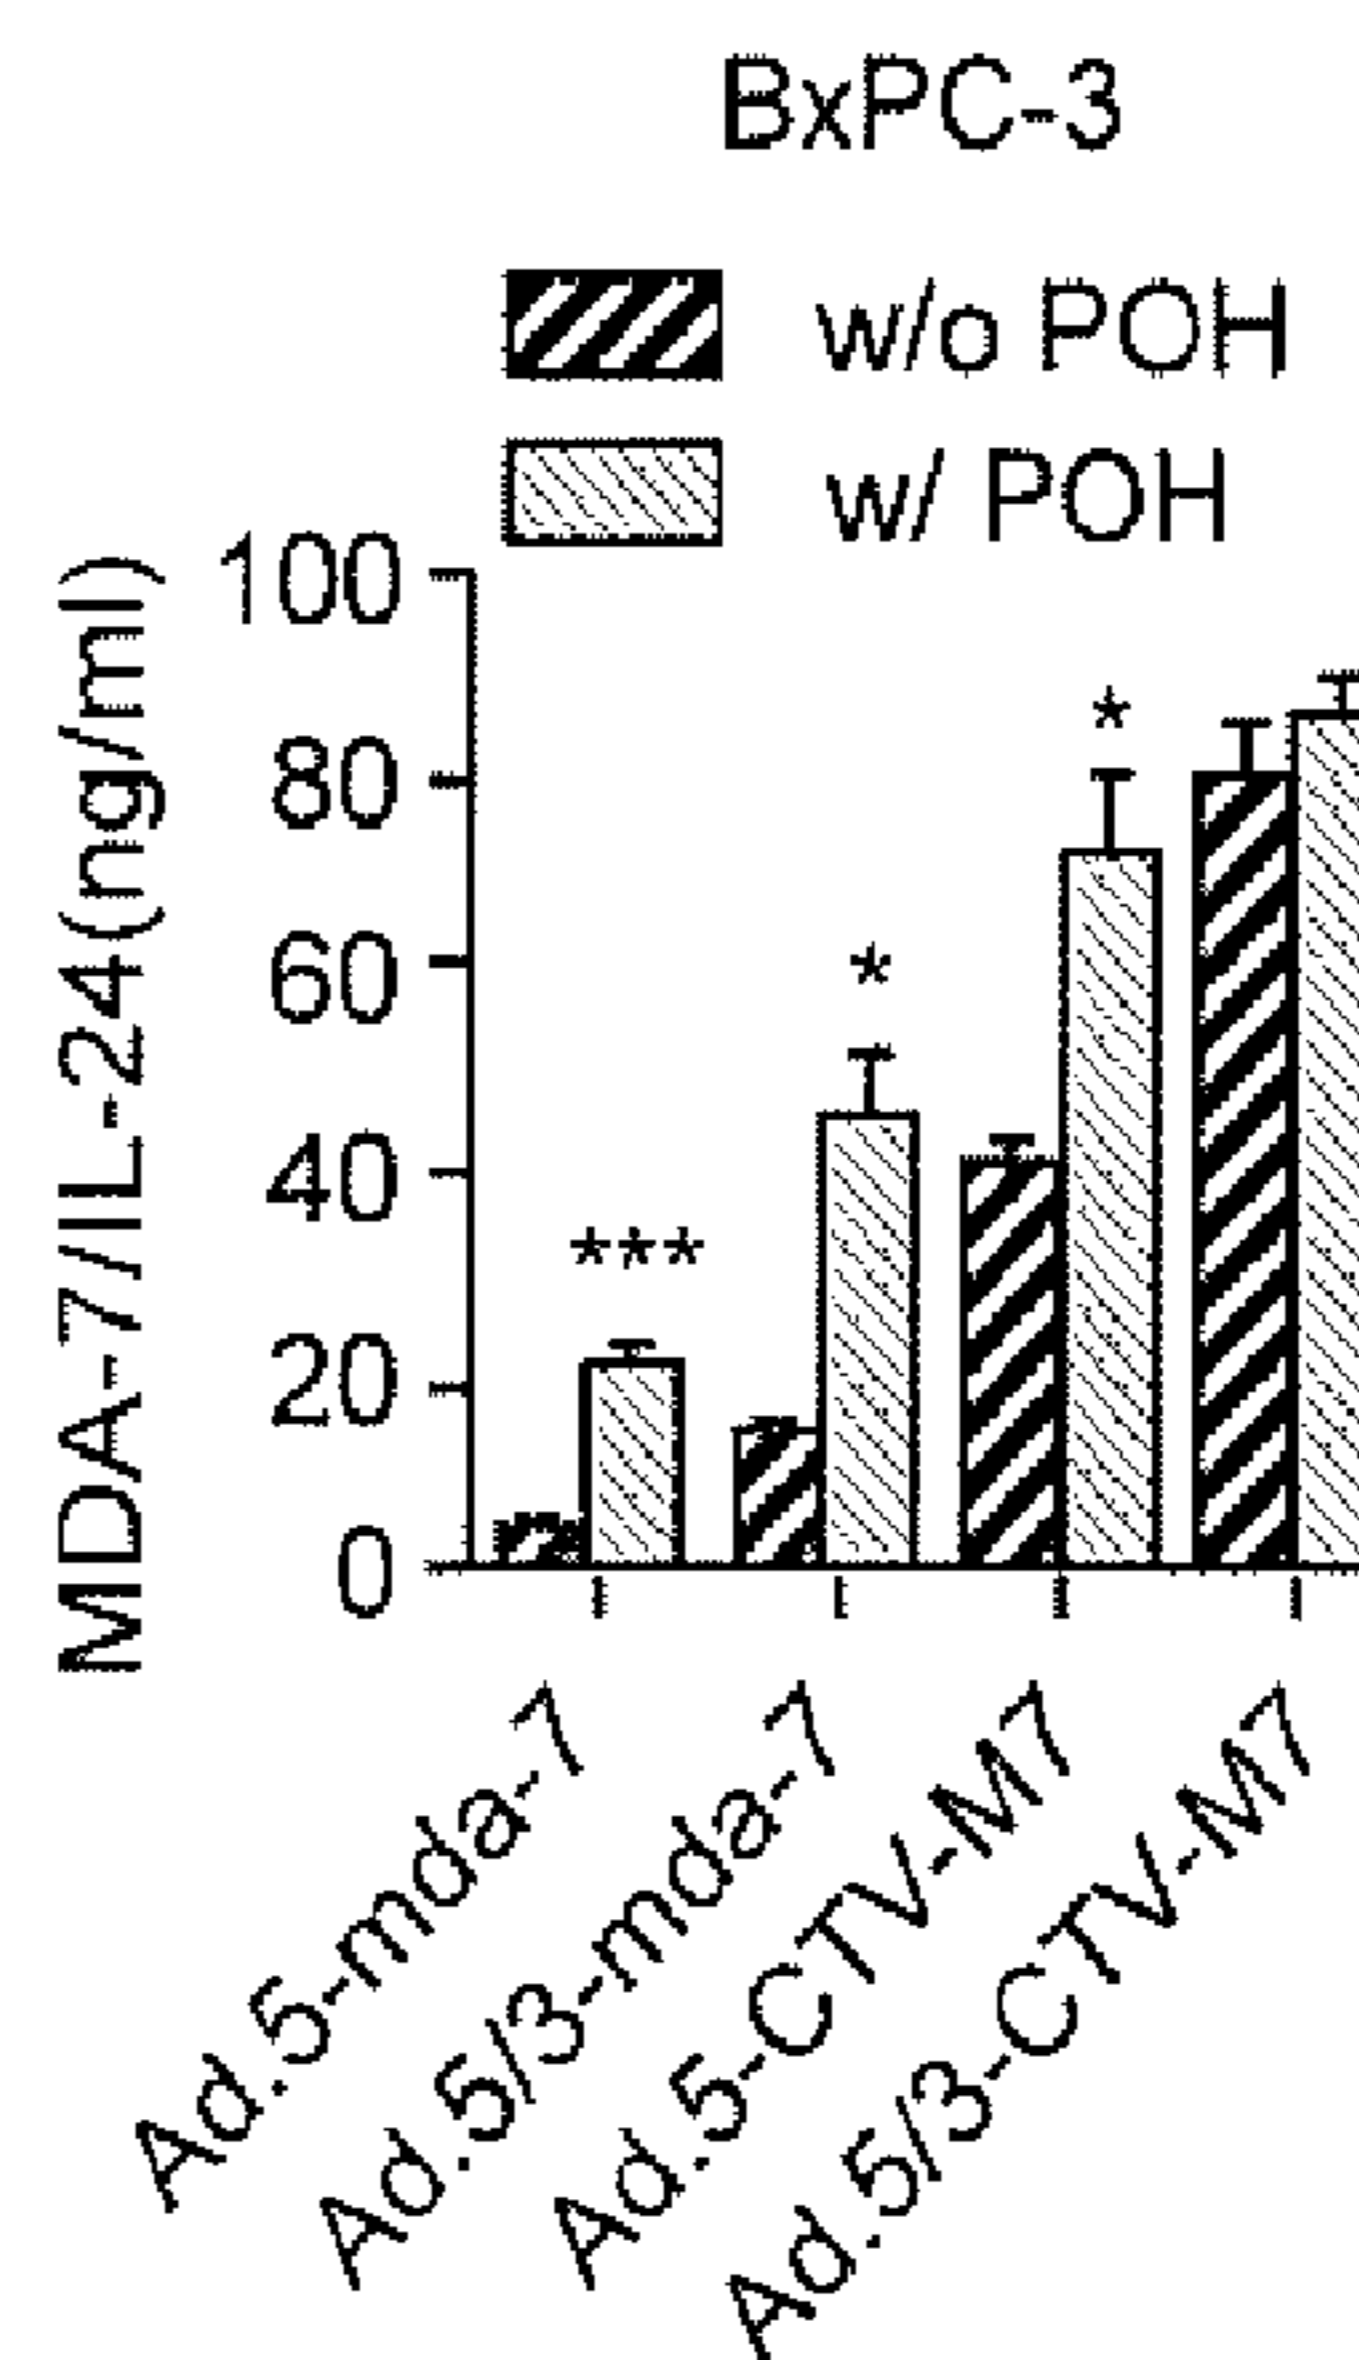 BxPC-3
w/o POH
w/ POH
MDA-7/IL-24(ng/ml)
100
80
60
40
20
0
*
*
***
Ad.5-mda-7
Ad.5/3-mda-7
Ad.5-CTV-M7
Ad.5/3-CTV-M7